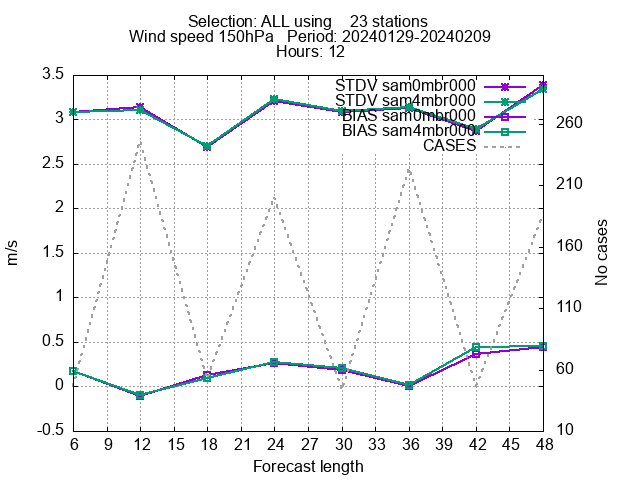 Selection: ALL using 23 stations
Wind speed 150hPa Period: 20240129-20240209
Hours: 12
STDV sam0mbr000
STDV sam4mbr000
BIAS sam0mbr000
BIAS sam4mbr000
CASES
3.5
3
2.5
2
1.5
1
0.5
0
-0.5
m/s
260
210
160
110
60
10
No cases
6 12 15 18 21 24 27 30 33 36 39 42 45 48
Forecast length